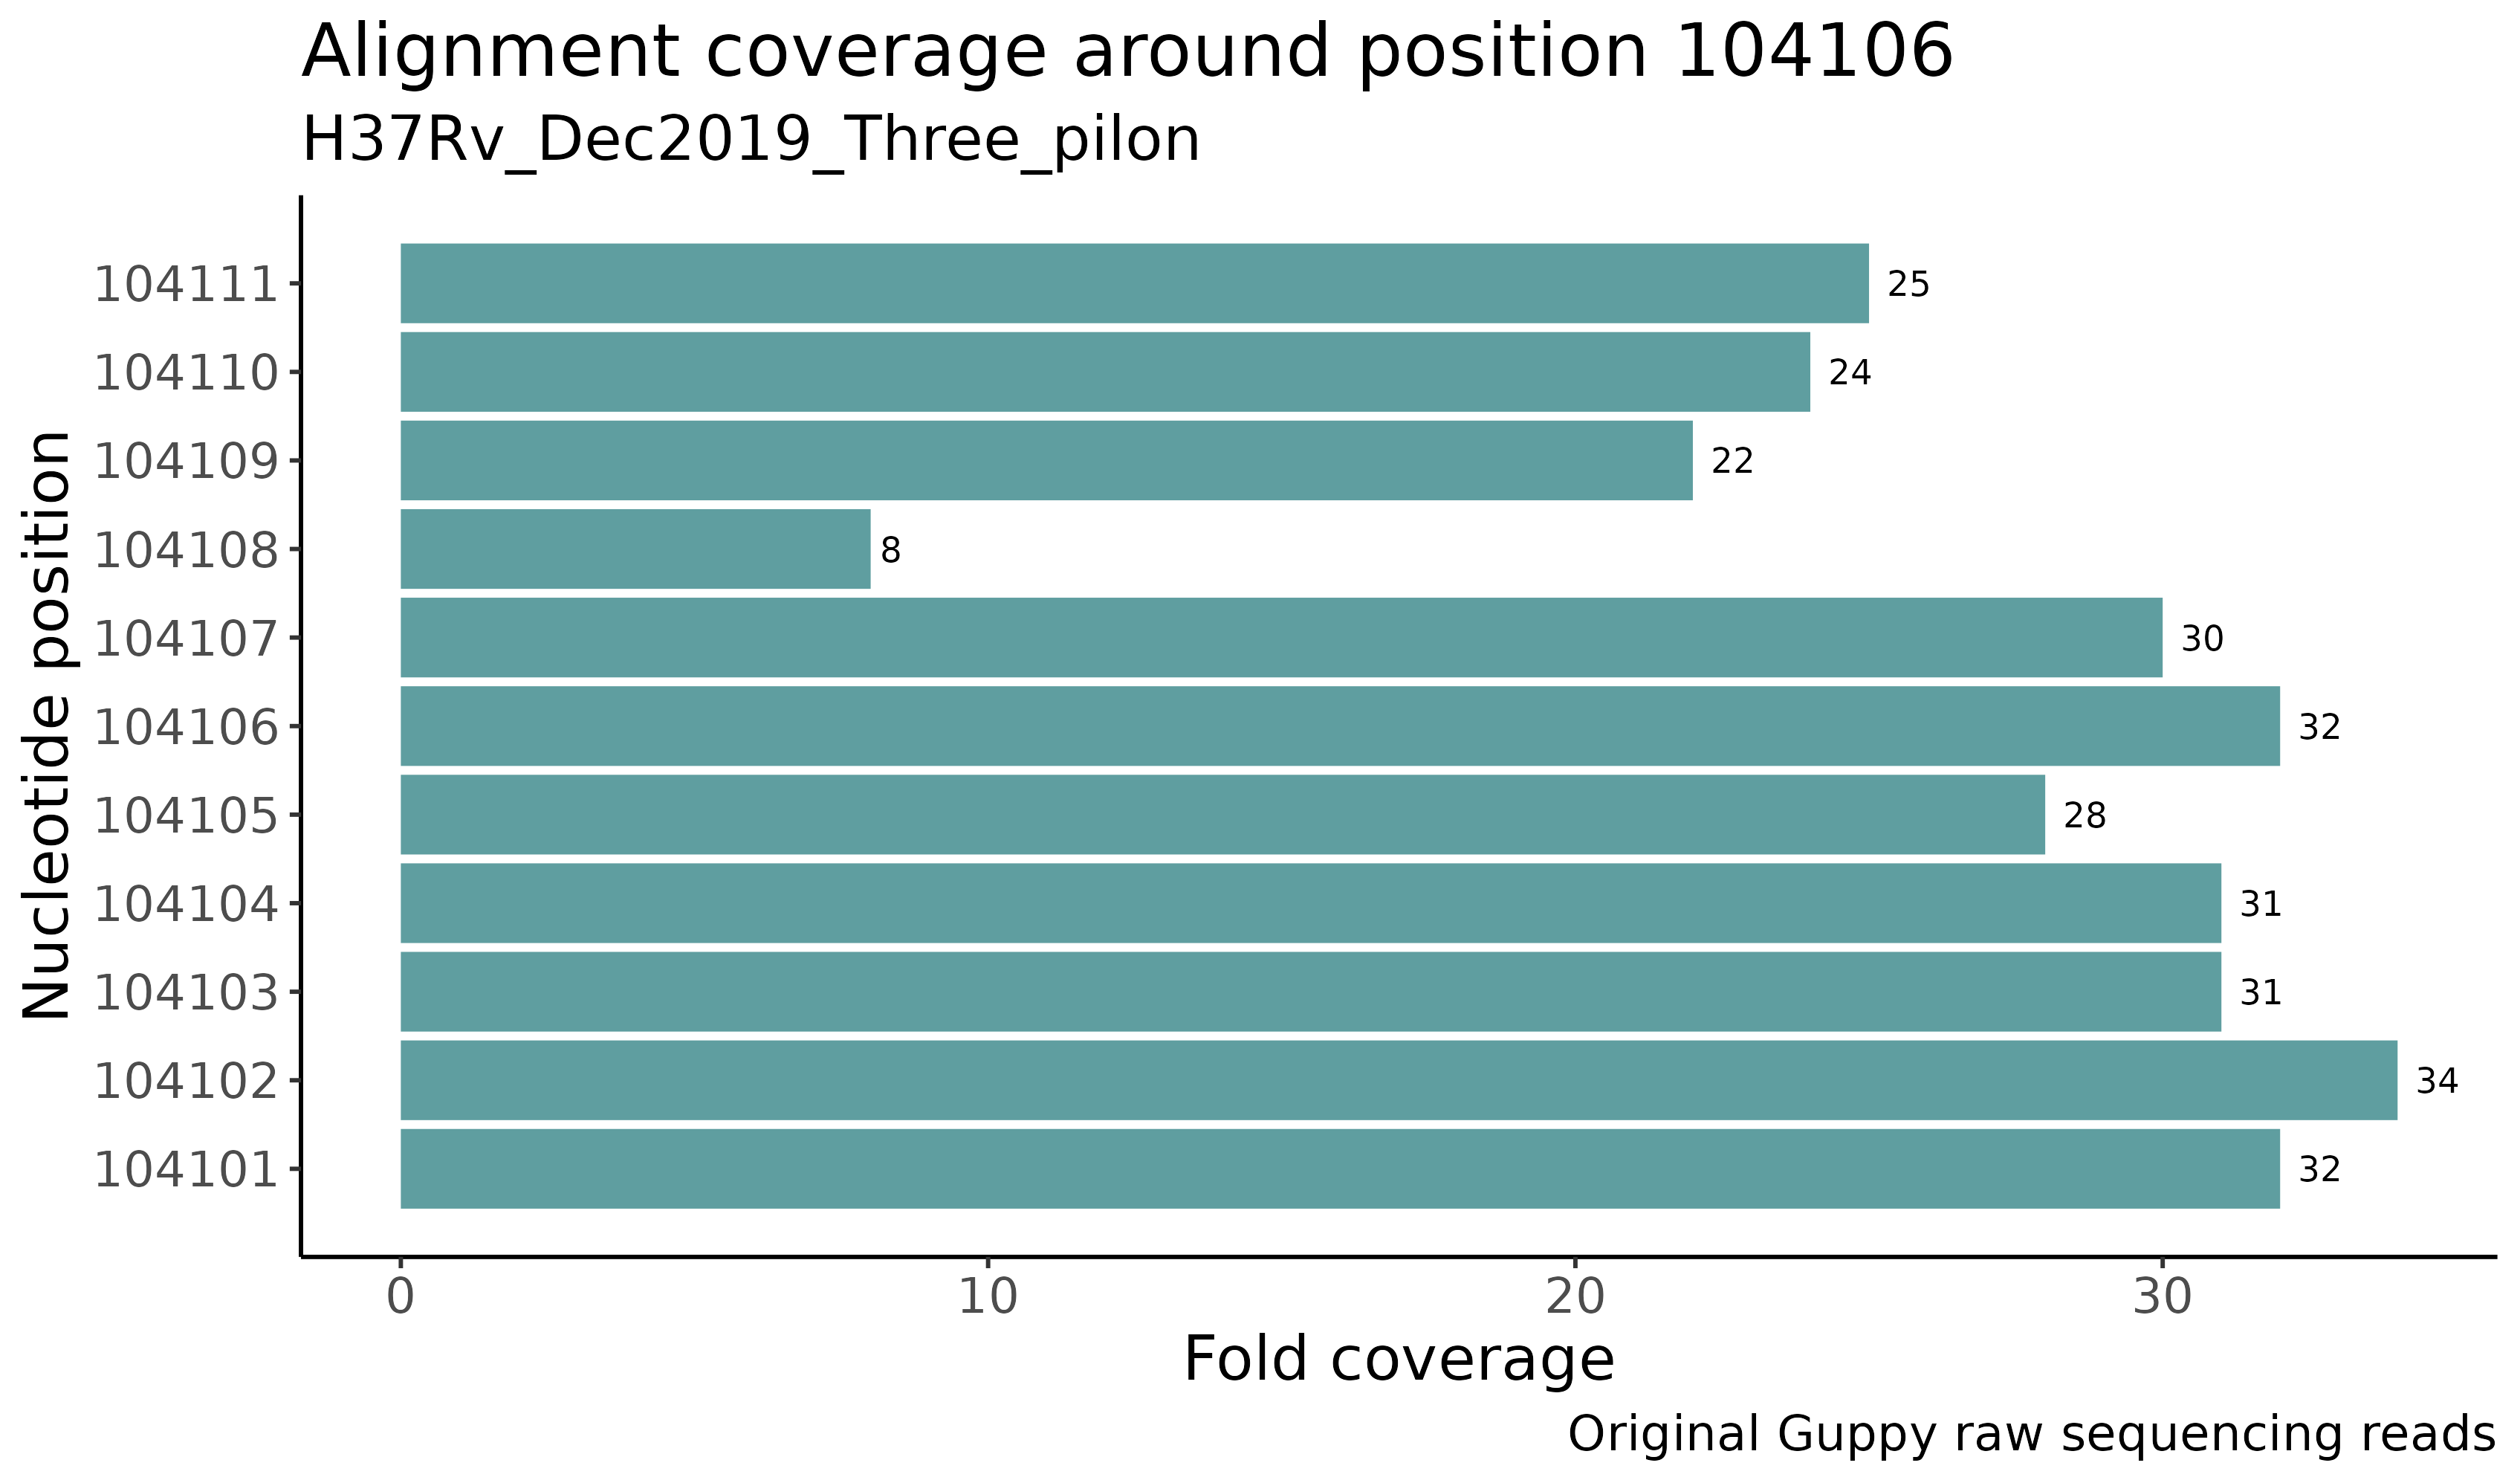 Alignment coverage around position 104106
H37Rv_Dec2019_Three_pilon
Nucleotide position
104111 25
104110 24
104109 22
104108 8
104107 30
104106 32
104105 28
104104 31
104103 31
104102 34
104101 32
0 10 20 30
Fold coverage
Original Guppy raw sequencing reads